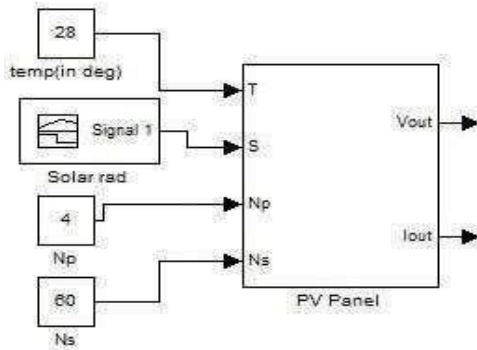 28
temp(in deg)
Signal 1
Solar rad
4
Np
60
Ns
T
S
Np
Ns
Vout
Iout
PV Panel